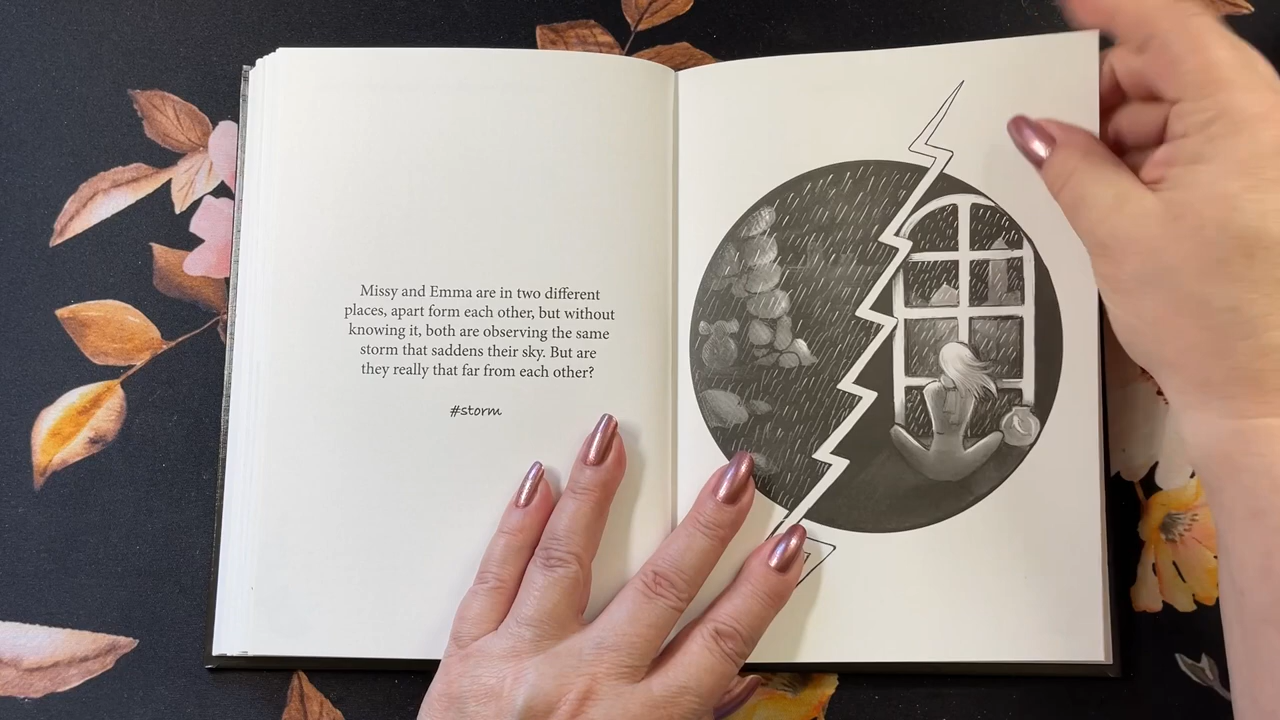 Missy and Emma are in two different
places, apart form each other, but without
knowing it, both are observing the same
storm that saddens their sky. But are
they really that far from each other?
#storm